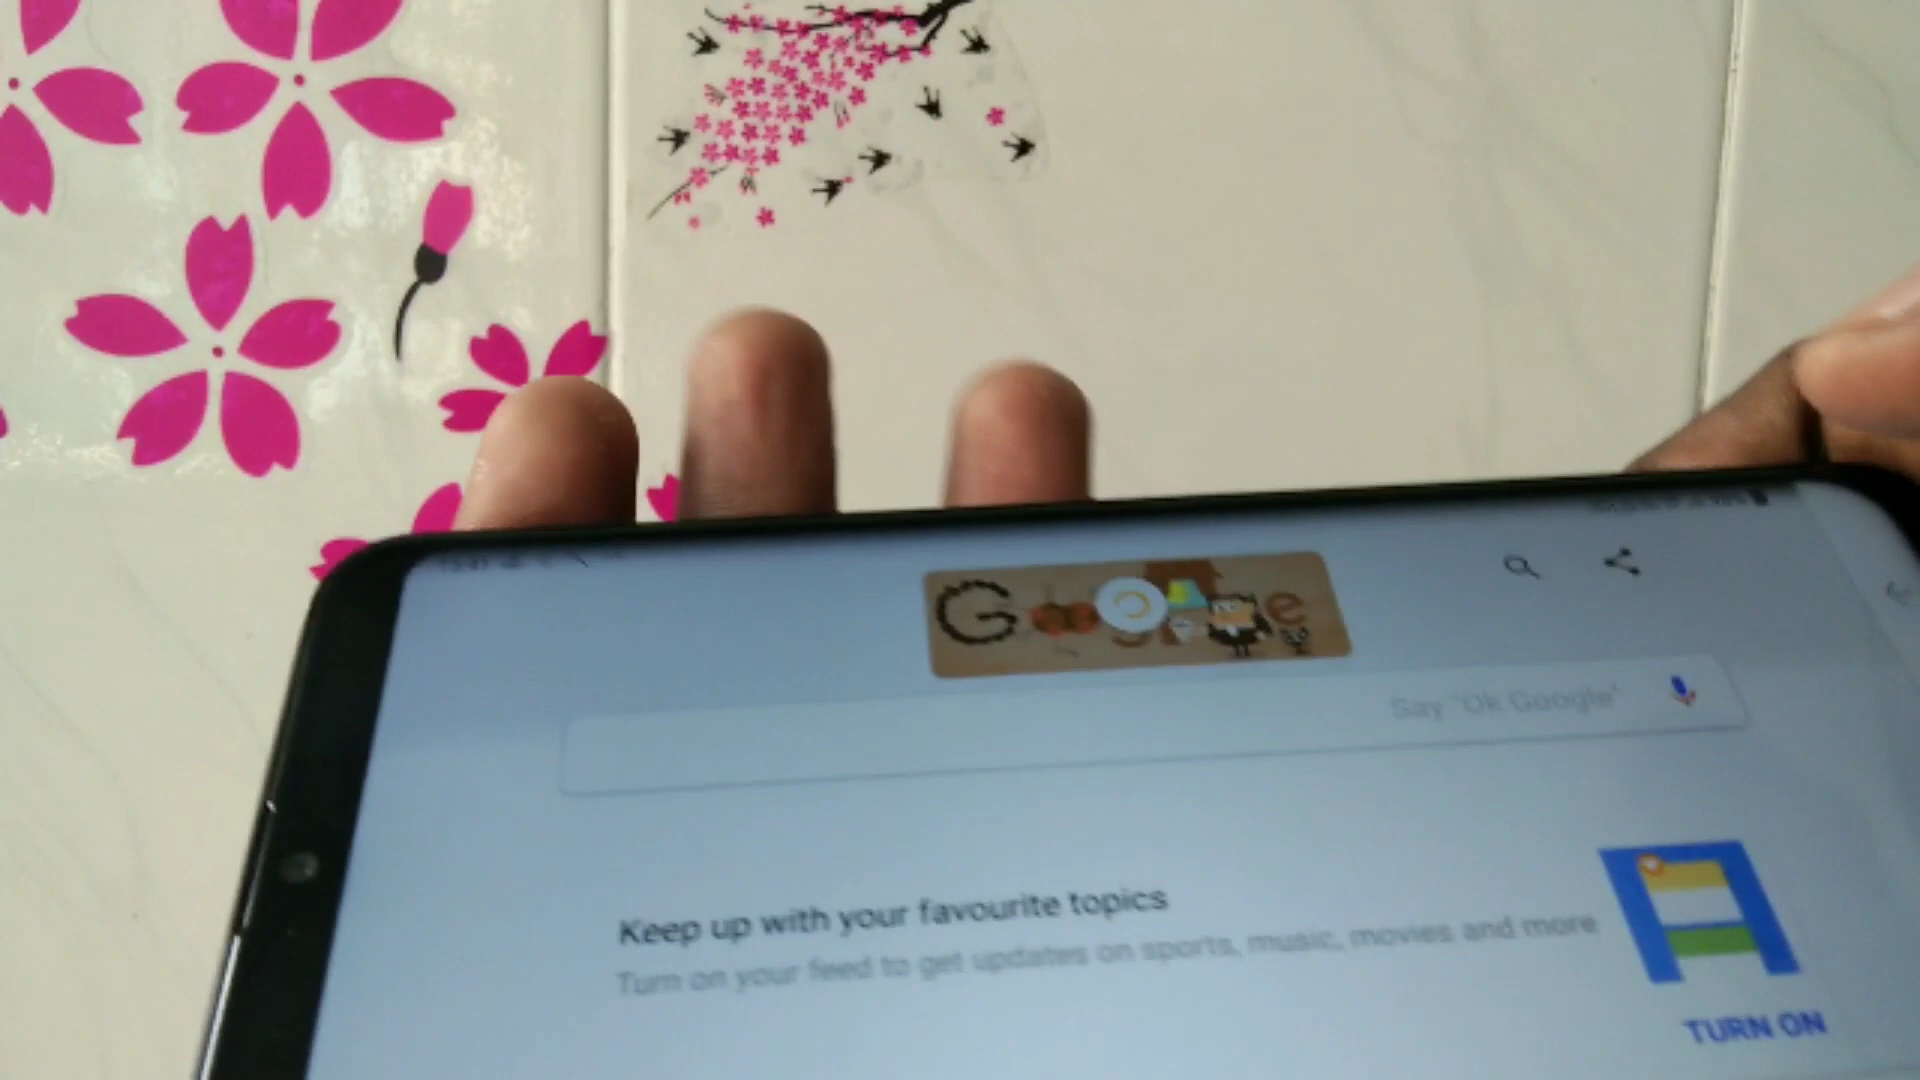 Google
Say "Ok Google"
Keep up with your favourite topics
Turn on your feed to get updates on sports, music, movies and more
TURN ON